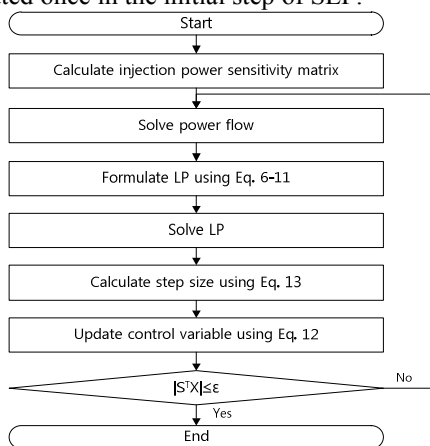 Start
Calculate injection power sensitivity matrix
Solve power flow
Formulate LP using Eq. 6-11
Solve LP
Calculate step size using Eq. 13
Update control variable using Eq. 12
|SᵀX|≤ε
No
Yes
End